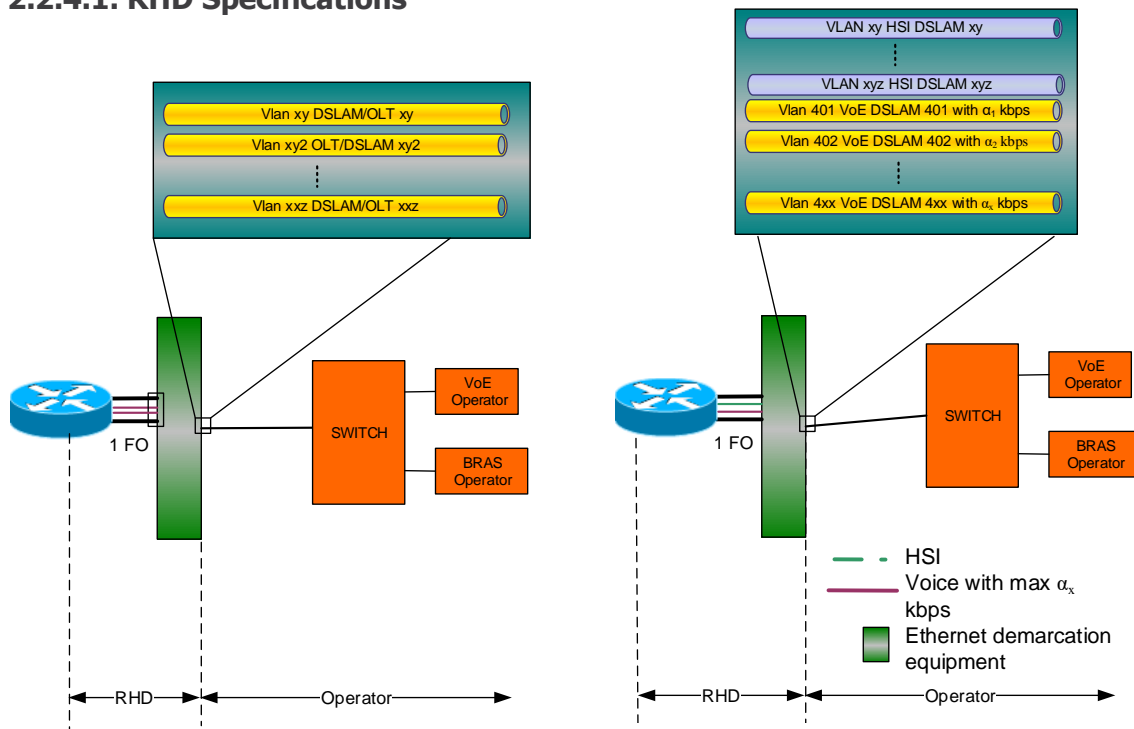 2.2.4.1. RHD Specifications
Vlan xy DSLAM/OLT xy
Vlan xy2 OLT/DSLAM xy2
Vlan xxz DSLAM/OLT xxz
1 FO
SWITCH
VoE
Operator
BRAS
Operator
RHD
Operator
VLAN xy HSI DSLAM xy
VLAN xyz HSI DSLAM xyz
Vlan 401 VoE DSLAM 401 with α₁ kbps
Vlan 402 VoE DSLAM 402 with α₂ kbps
Vlan 4xx VoE DSLAM 4xx with αₓ kbps
1 FO
SWITCH
VoE
Operator
BRAS
Operator
HSI
Voice with max αₓ
kbps
Ethernet demarcation
equipment
RHD
Operator